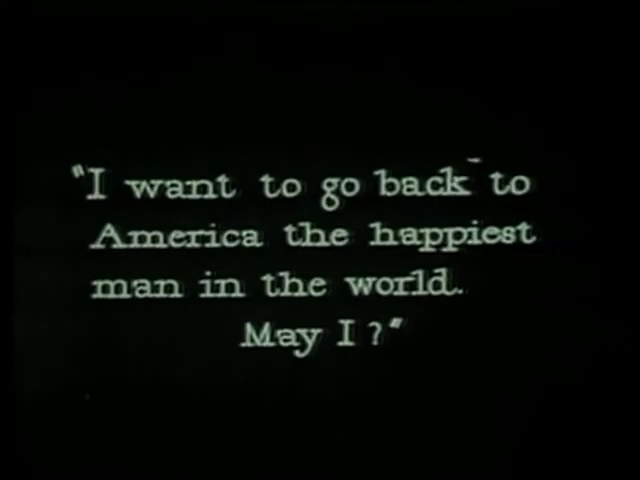 "I want to go back to
America the happiest
man in the world.
May I?"